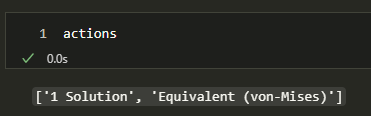 1 actions
0.0s
['1 Solution', 'Equivalent (von-Mises)']